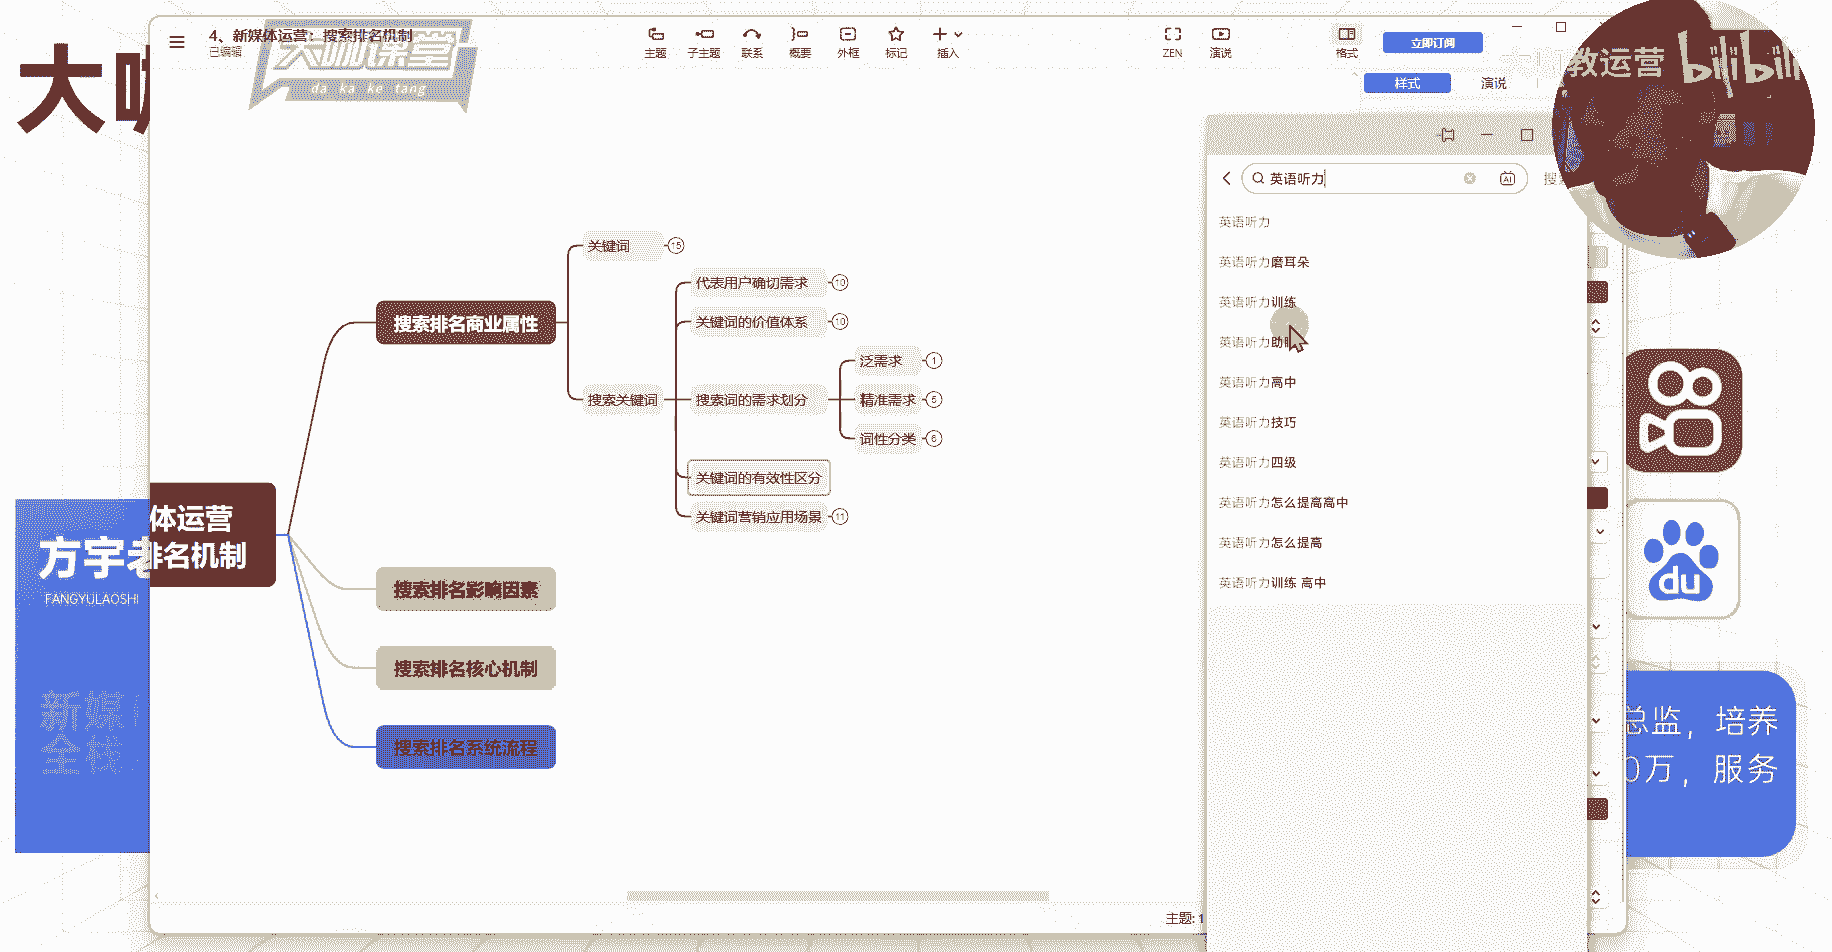 4、新媒体运营：搜索排名机制
已编辑
大咖课堂
da ka ke tang
主题
子主题
联系
概要
外框
标记
插入
ZEN
演说
格式
立即订阅
样式
演说
教运营 bilibili
英语听力
英语听力
英语听力磨耳朵
英语听力训练
英语听力助
英语听力高中
英语听力技巧
英语听力四级
英语听力怎么提高高中
英语听力怎么提高
英语听力训练 高中
搜索排名商业属性
关键词 15
搜索关键词
代表用户确切需求 10
关键词的价值体系 10
搜索词的需求划分
泛需求 1
精准需求 5
词性分类 6
关键词的有效性区分
关键词营销应用场景 11
体运营
排名机制
搜索排名影响因素
搜索排名核心机制
搜索排名系统流程
方宇老
FANGYULAOSHI
新媒
全栈
du
总监，培养
0万，服务
主题: 1